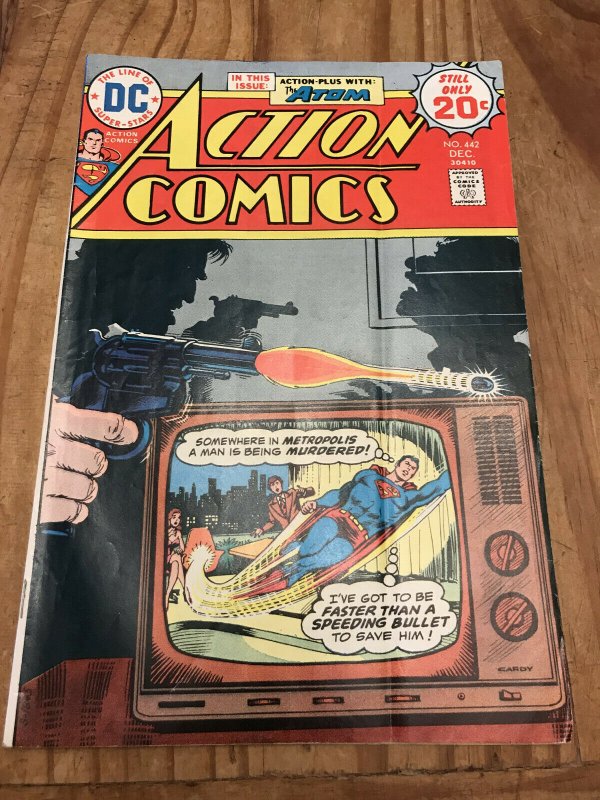 THE LINE OF
DC
SUPER-STARS
ACTION
COMICS
IN THIS
ISSUE:
ACTION-PLUS WITH:
The ATOM
STILL
ONLY
20¢
ACTION
COMICS
NO. 442
DEC.
30410
APPROVED
BY THE
COMICS
CODE
AUTHORITY
SOMEWHERE IN METROPOLIS
A MAN IS BEING MURDERED!
I'VE GOT TO BE
FASTER THAN A
SPEEDING BULLET
TO SAVE HIM!
CARDY